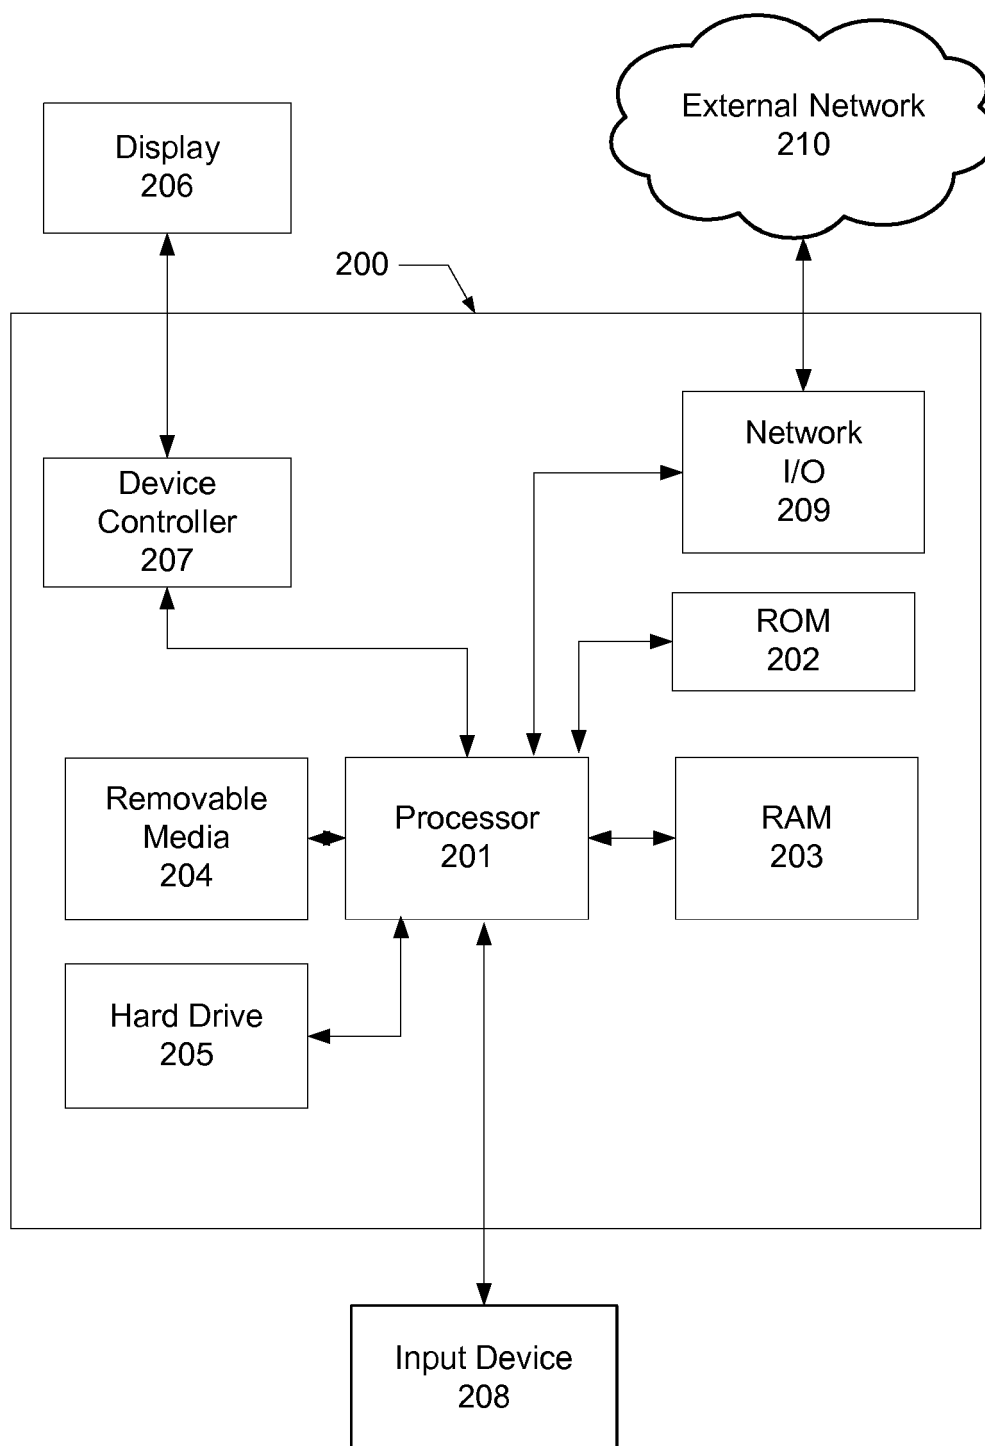 External Network
210
Display
206
200
Network
I/O
209
Device
Controller
207
ROM
202
Removable
Media
204
Processor
201
RAM
203
Hard Drive
205
Input Device
208